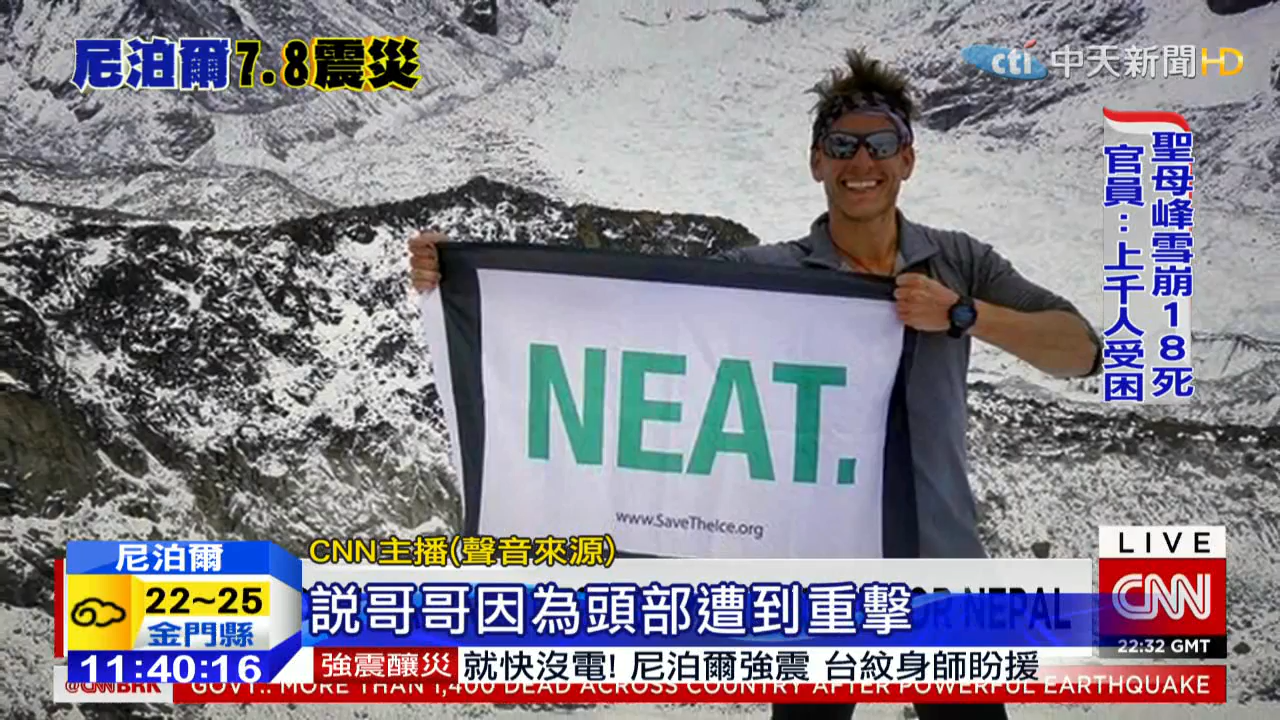 尼泊爾7.8震災
cti 中天新聞HD
聖母峰雪崩18死
官員:上千人受困
NEAT.
www.SaveTheIce.org
尼泊爾
CNN主播(聲音來源)
LIVE
22~25
金門縣
説哥哥因為頭部遭到重擊
OR NEPAL
CNN
22:32 GMT
11:40:16
強震釀災 就快沒電! 尼泊爾強震 台紋身師盼援
@CNNBRK GOVT.: MORE THAN 1,400 DEAD ACROSS COUNTRY AFTER POWERFUL EARTHQUAKE